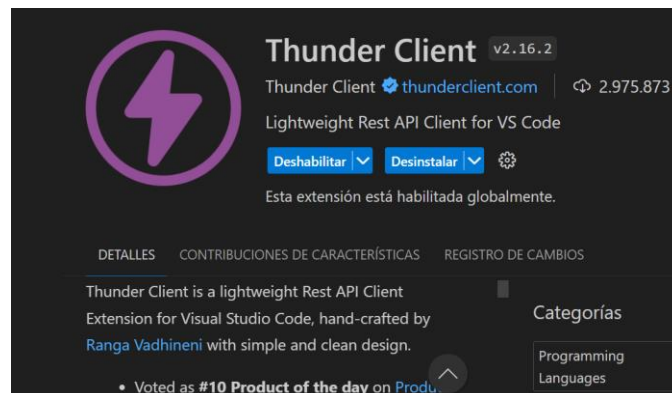 Thunder Client v2.16.2
Thunder Client thunderclient.com 2.975.873
Lightweight Rest API Client for VS Code
Deshabilitar Desinstalar
Esta extensión está habilitada globalmente.
DETALLES CONTRIBUCIONES DE CARACTERÍSTICAS REGISTRO DE CAMBIOS
Thunder Client is a lightweight Rest API Client
Extension for Visual Studio Code, hand-crafted by
Ranga Vadhineni with simple and clean design.
• Voted as #10 Product of the day on
Categorías
Programming
Languages